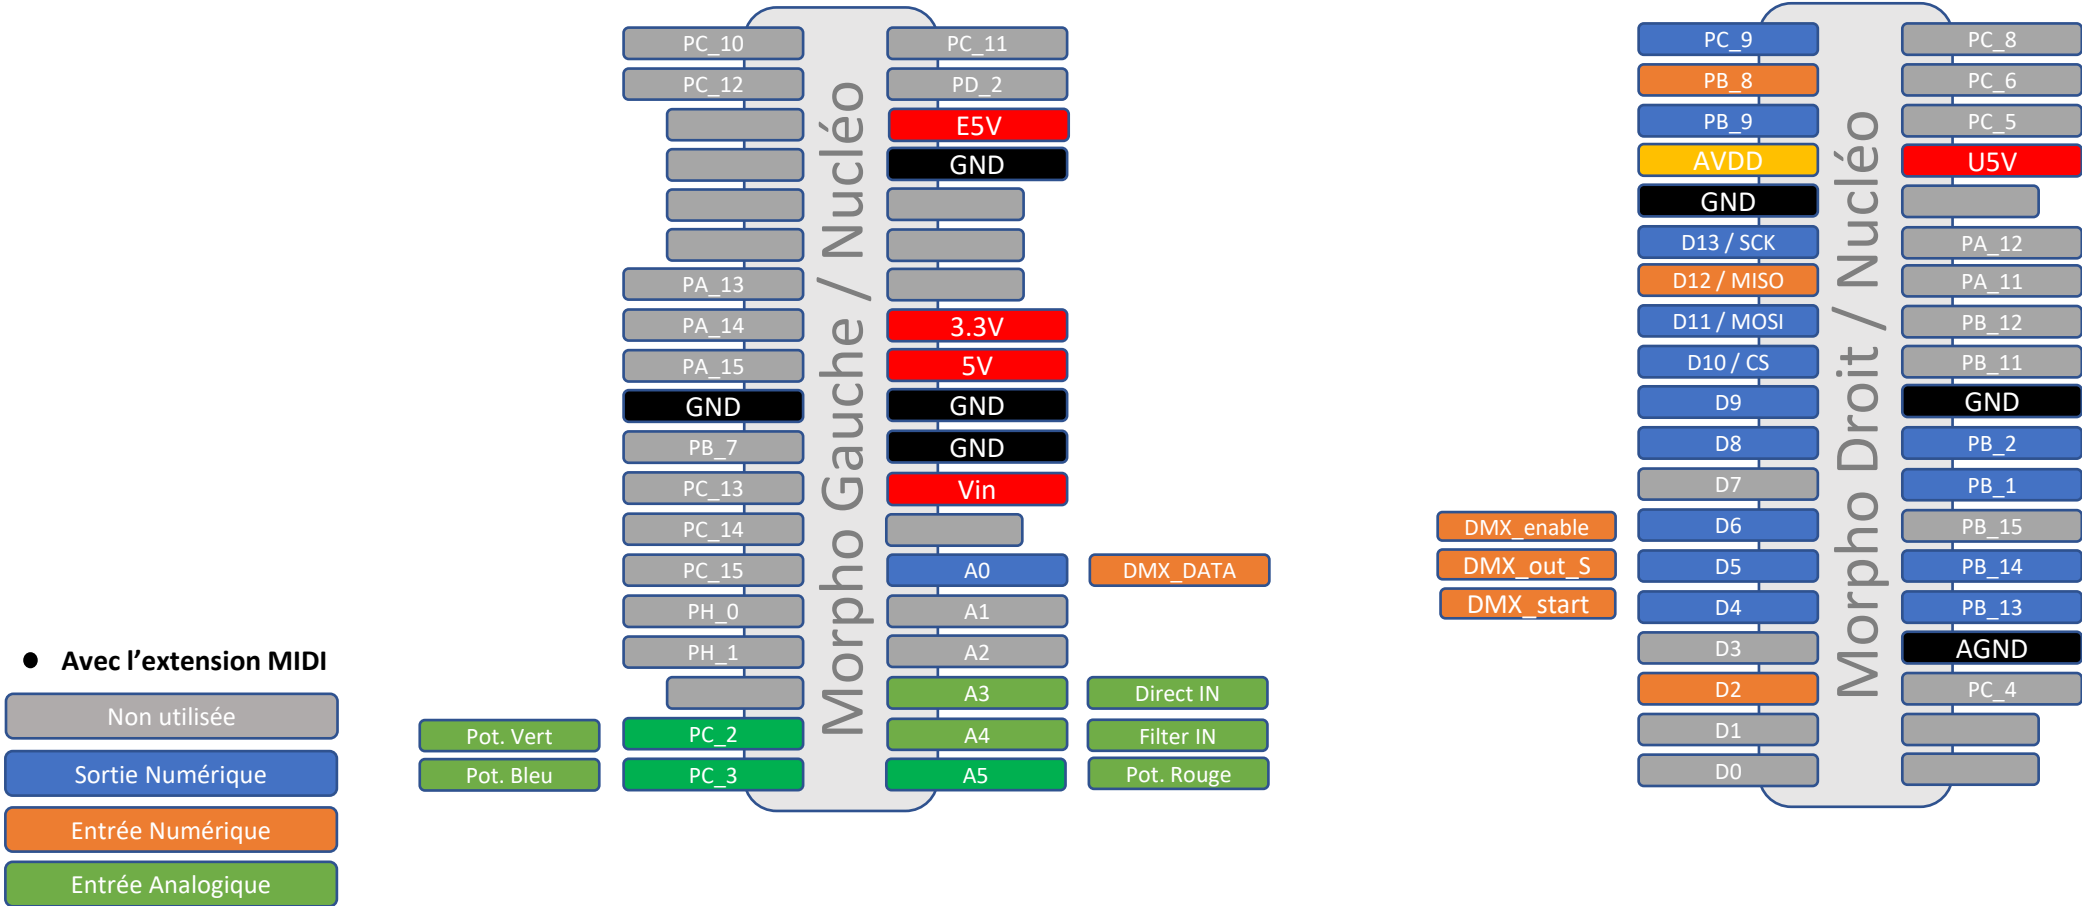 PC_10
PC_12
PA_13
PA_14
PA_15
GND
PB_7
PC_13
PC_14
PC_15
PH_0
PH_1
PC_2
PC_3
Pot. Vert
Pot. Bleu
Morpho Gauche / Nucléo
PC_11
PD_2
E5V
GND
3.3V
5V
GND
GND
Vin
A0
A1
A2
A3
A4
A5
DMX_DATA
Direct IN
Filter IN
Pot. Rouge
DMX_enable
DMX_out_S
DMX_start
PC_9
PB_8
PB_9
AVDD
GND
D13 / SCK
D12 / MISO
D11 / MOSI
D10 / CS
D9
D8
D7
D6
D5
D4
D3
D2
D1
D0
Morpho Droit / Nucléo
PC_8
PC_6
PC_5
U5V
PA_12
PA_11
PB_12
PB_11
GND
PB_2
PB_1
PB_15
PB_14
PB_13
AGND
PC_4
• Avec l’extension MIDI
Non utilisée
Sortie Numérique
Entrée Numérique
Entrée Analogique